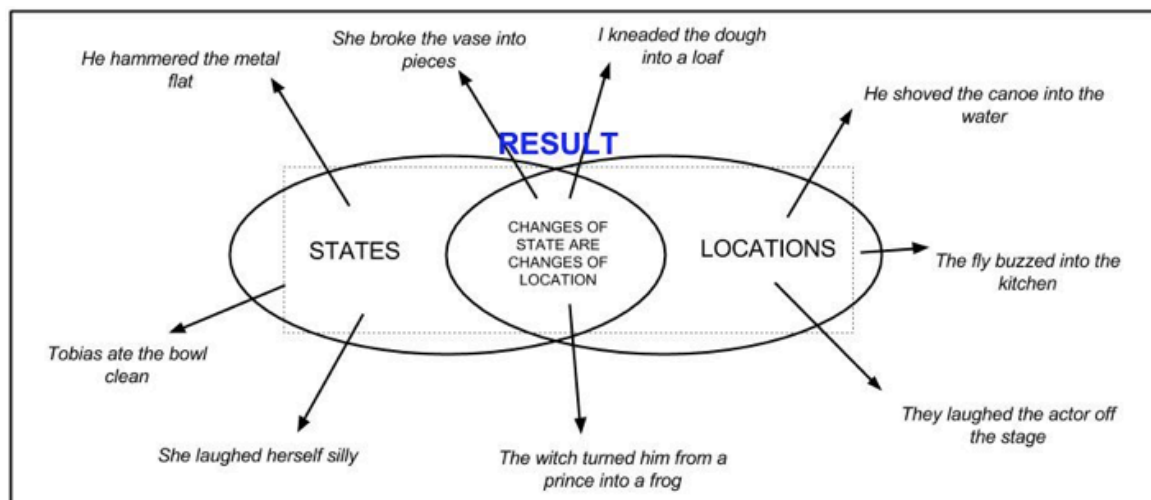 She broke the vase into
pieces
I kneaded the dough
into a loaf
He hammered the metal
flat
He shoved the canoe into the
water
RESULT
STATES
CHANGES OF
STATE ARE
CHANGES OF
LOCATION
LOCATIONS
The fly buzzed into the
kitchen
Tobias ate the bowl
clean
She laughed herself silly
The witch turned him from a
prince into a frog
They laughed the actor off
the stage